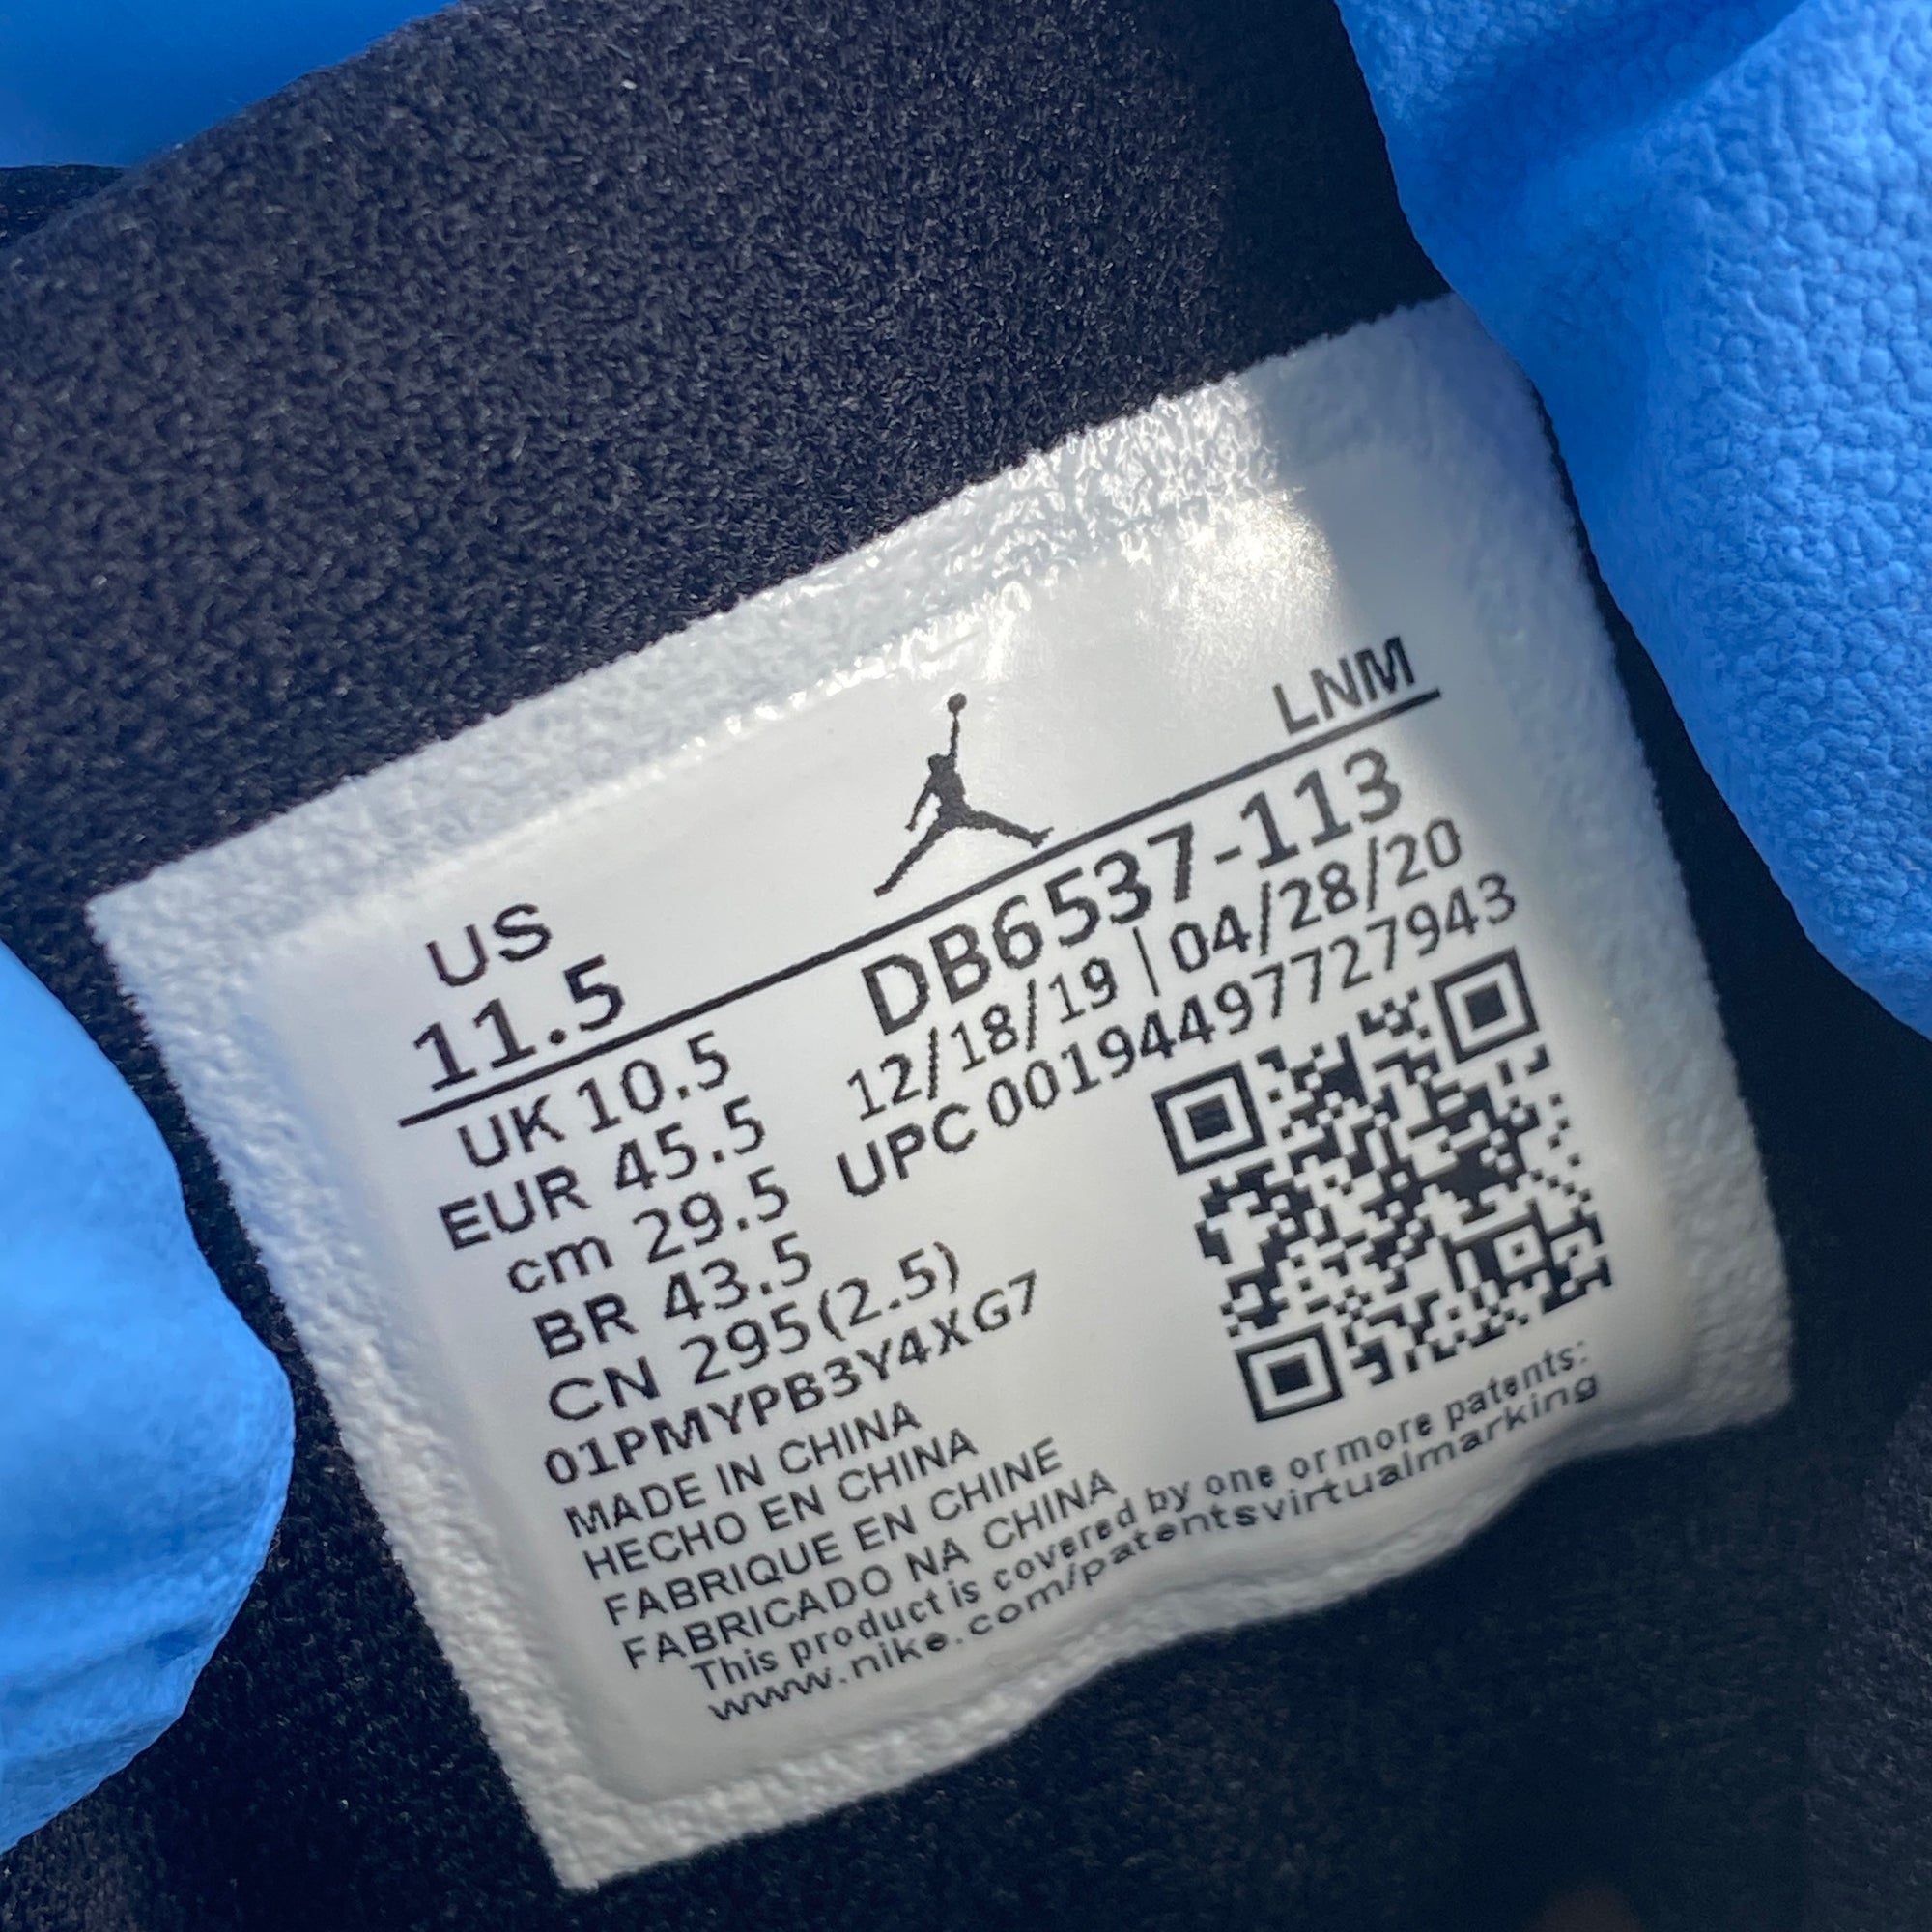 LNM
US
11.5
UK 10.5
EUR 45.5
cm 29.5
BR 43.5
CN 295(2.5)
01PMYPB3Y4XG7
DB6537-113
12/18/19 | 04/28/20
UPC 00194497727943
MADE IN CHINA
HECHO EN CHINA
FABRIQUE EN CHINE
FABRICADO NA CHINA
This product is covered by one or more patents:
www.nike.com/patentsvirtualmarking